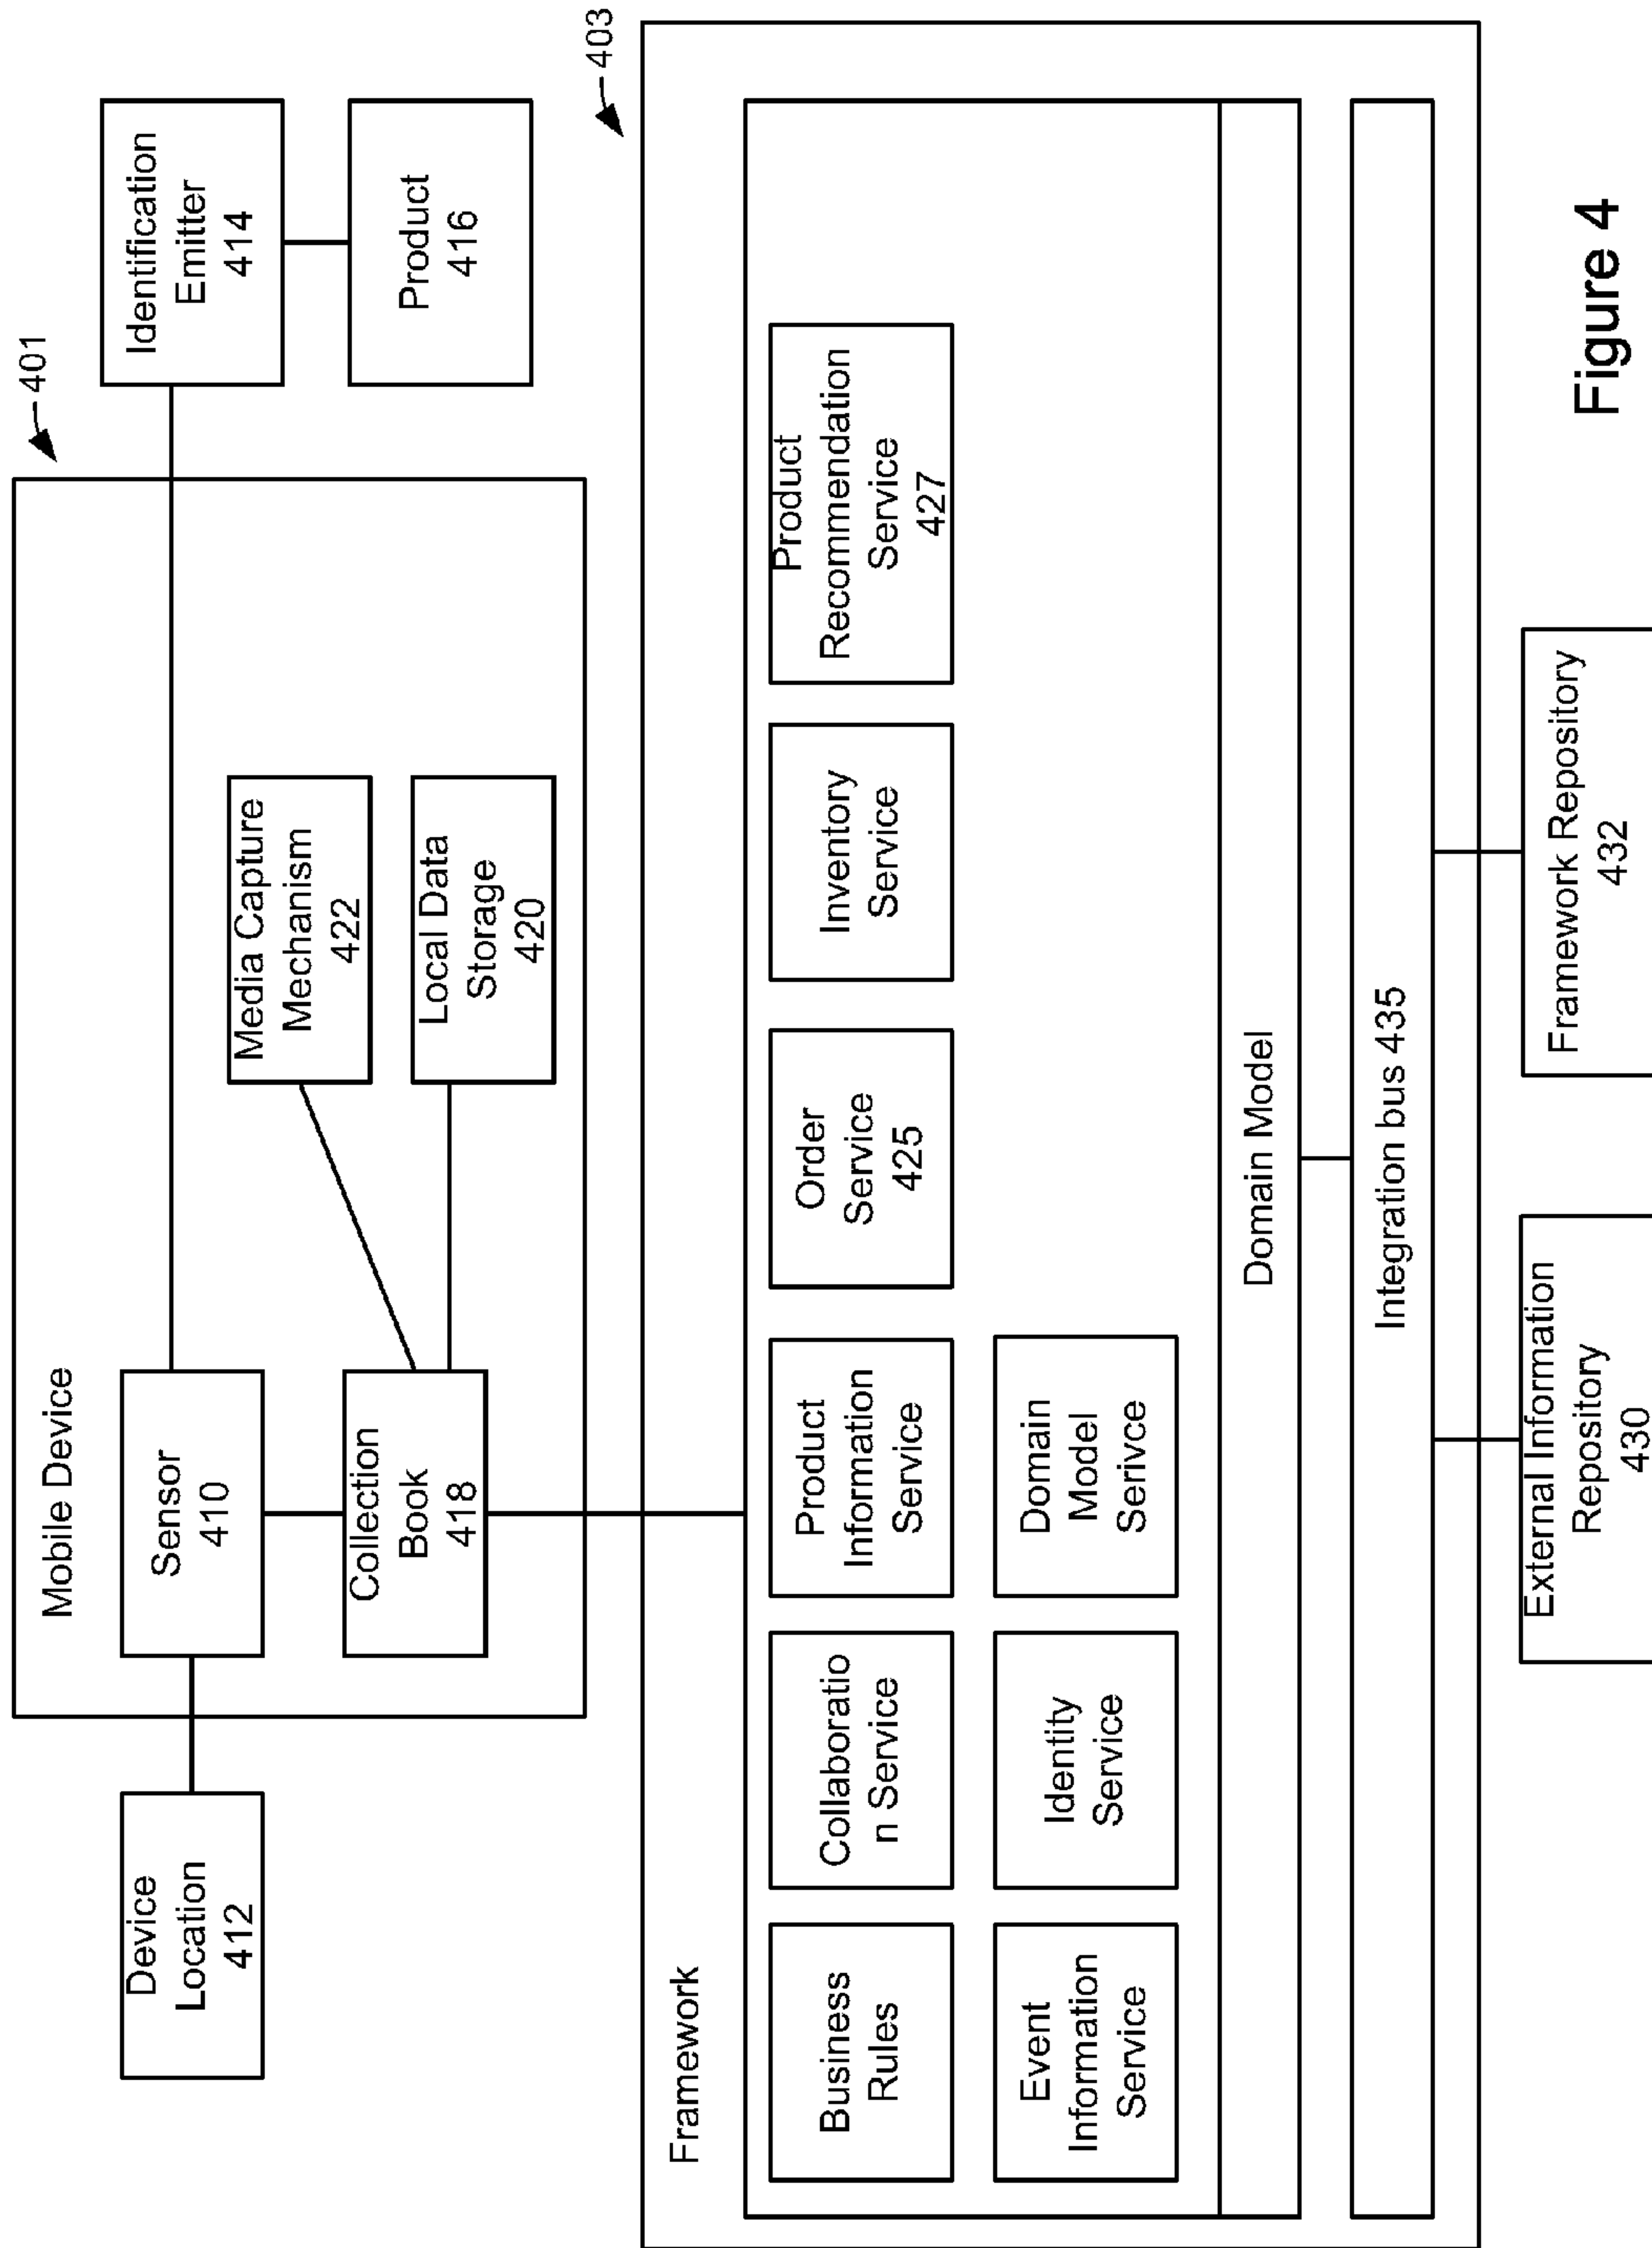 401
Mobile Device
Device
Location
412
Sensor
410
Identification
Emitter
414
Product
416
Collection
Book
418
Media Capture
Mechanism
422
Local Data
Storage
420
403
Framework
Business
Rules
Collaboratio
n Service
Product
Information
Service
Order
Service
425
Inventory
Service
Product
Recommendation
Service
427
Event
Information
Service
Identity
Service
Domain
Model
Serivce
Domain Model
Integration bus 435
External Information
Repository
430
Framework Repository
432
Figure 4